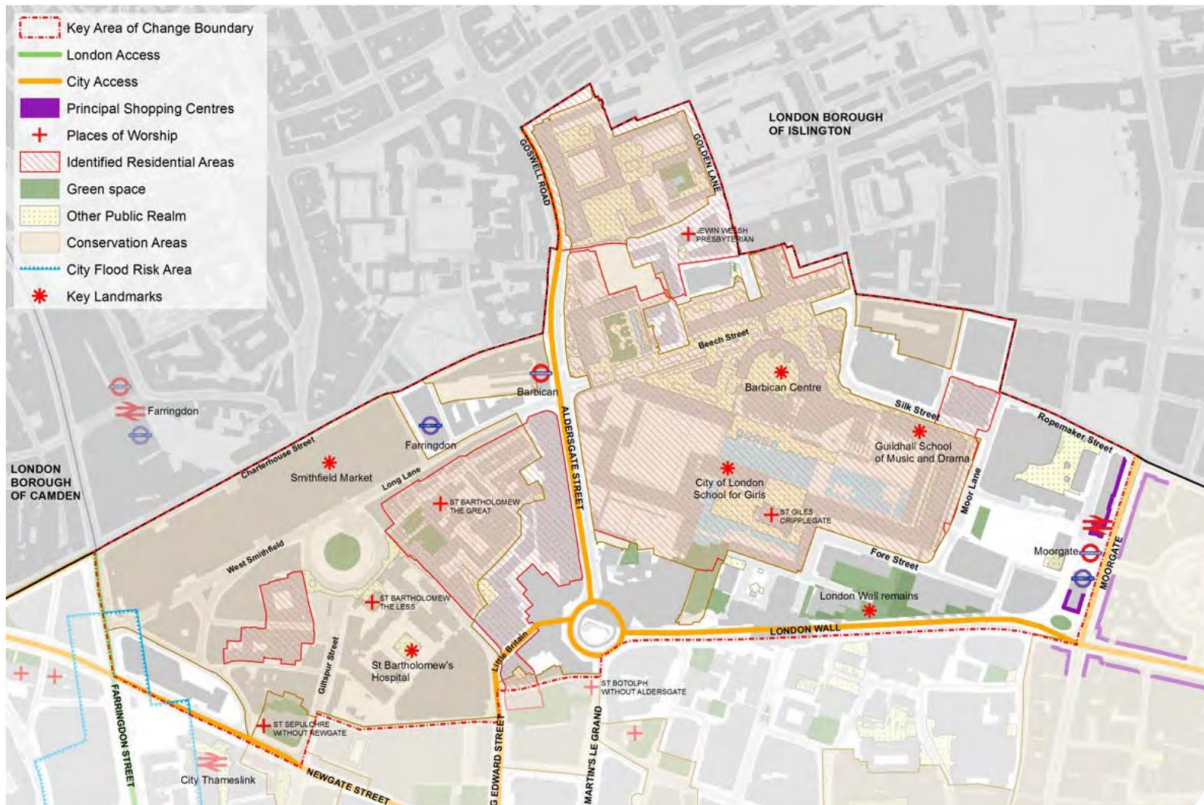 Key Area of Change Boundary
London Access
City Access
Principal Shopping Centres
Places of Worship
Identified Residential Areas
Green space
Other Public Realm
Conservation Areas
City Flood Risk Area
Key Landmarks
LONDON BOROUGH
OF ISLINGTON
GOSWELL ROAD
GOLDEN LANE
JEWIN WELSH
PRESBYTERIAN
Beech Street
Barbican
Barbican Centre
Farringdon
Farringdon
Silk Street
Ropemaker Street
Guildhall School
of Music and Drama
LONDON
BOROUGH
OF CAMDEN
Charterhouse Street
Smithfield Market
Long Lane
ALDERSGATE STREET
City of London
School for Girls
Moor Lane
ST BARTHOLOMEW
THE GREAT
ST GILES
CRIPPLEGATE
West Smithfield
Fore Street
Moorgate
MOORGATE
ST BARTHOLOMEW
THE LESS
London Wall remains
LONDON WALL
Little Britain
Giltspur Street
St Bartholomew's
Hospital
ST BOTOLPH
WITHOUT ALDERSGATE
FARRINGDON STREET
ST SEPULCHRE
WITHOUT NEWGATE
City Thameslink
NEWGATE STREET
G EDWARD STREET
MARTIN'S LE GRAND